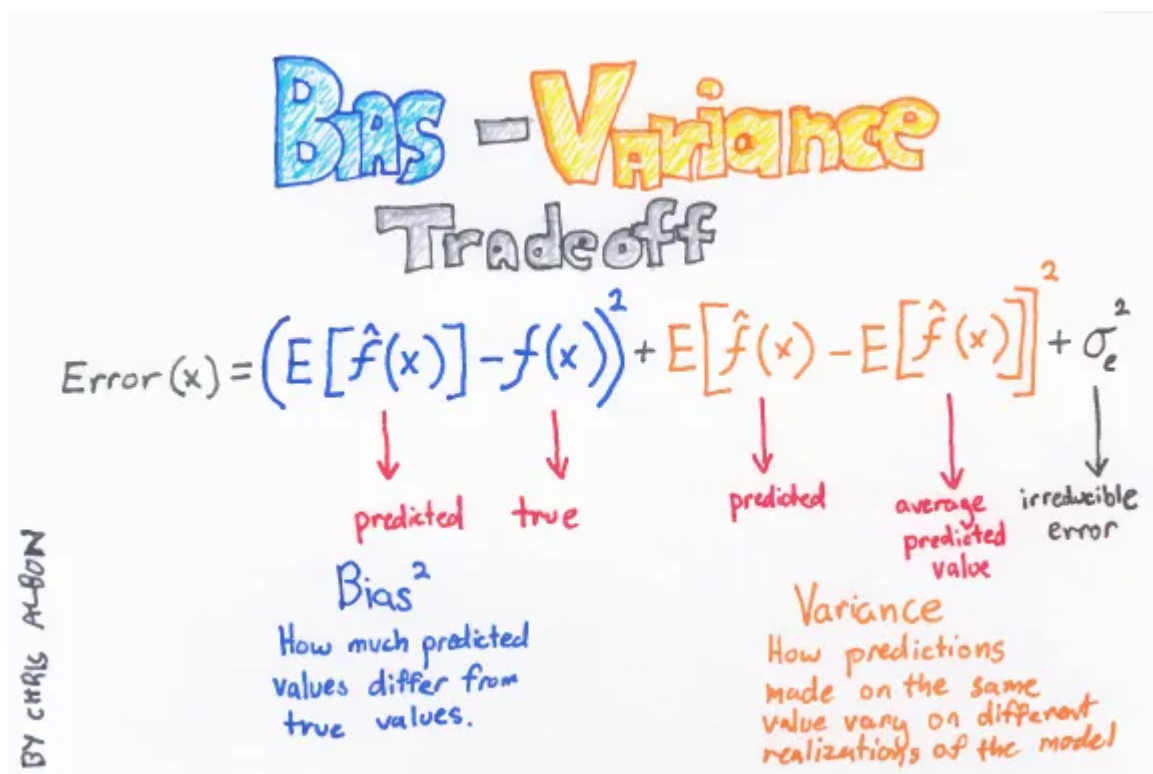 Bias - Variance
Tradeoff
Error(x) = (E[f̂(x)] - f(x))² + E[f̂(x) - E[f̂(x)]]² + σₑ²
predicted true predicted average predicted value irreducible error
Bias²
How much predicted
values differ from
true values.
Variance
How predictions
made on the same
value vary on different
realizations of the model
BY CHRIS ALBON